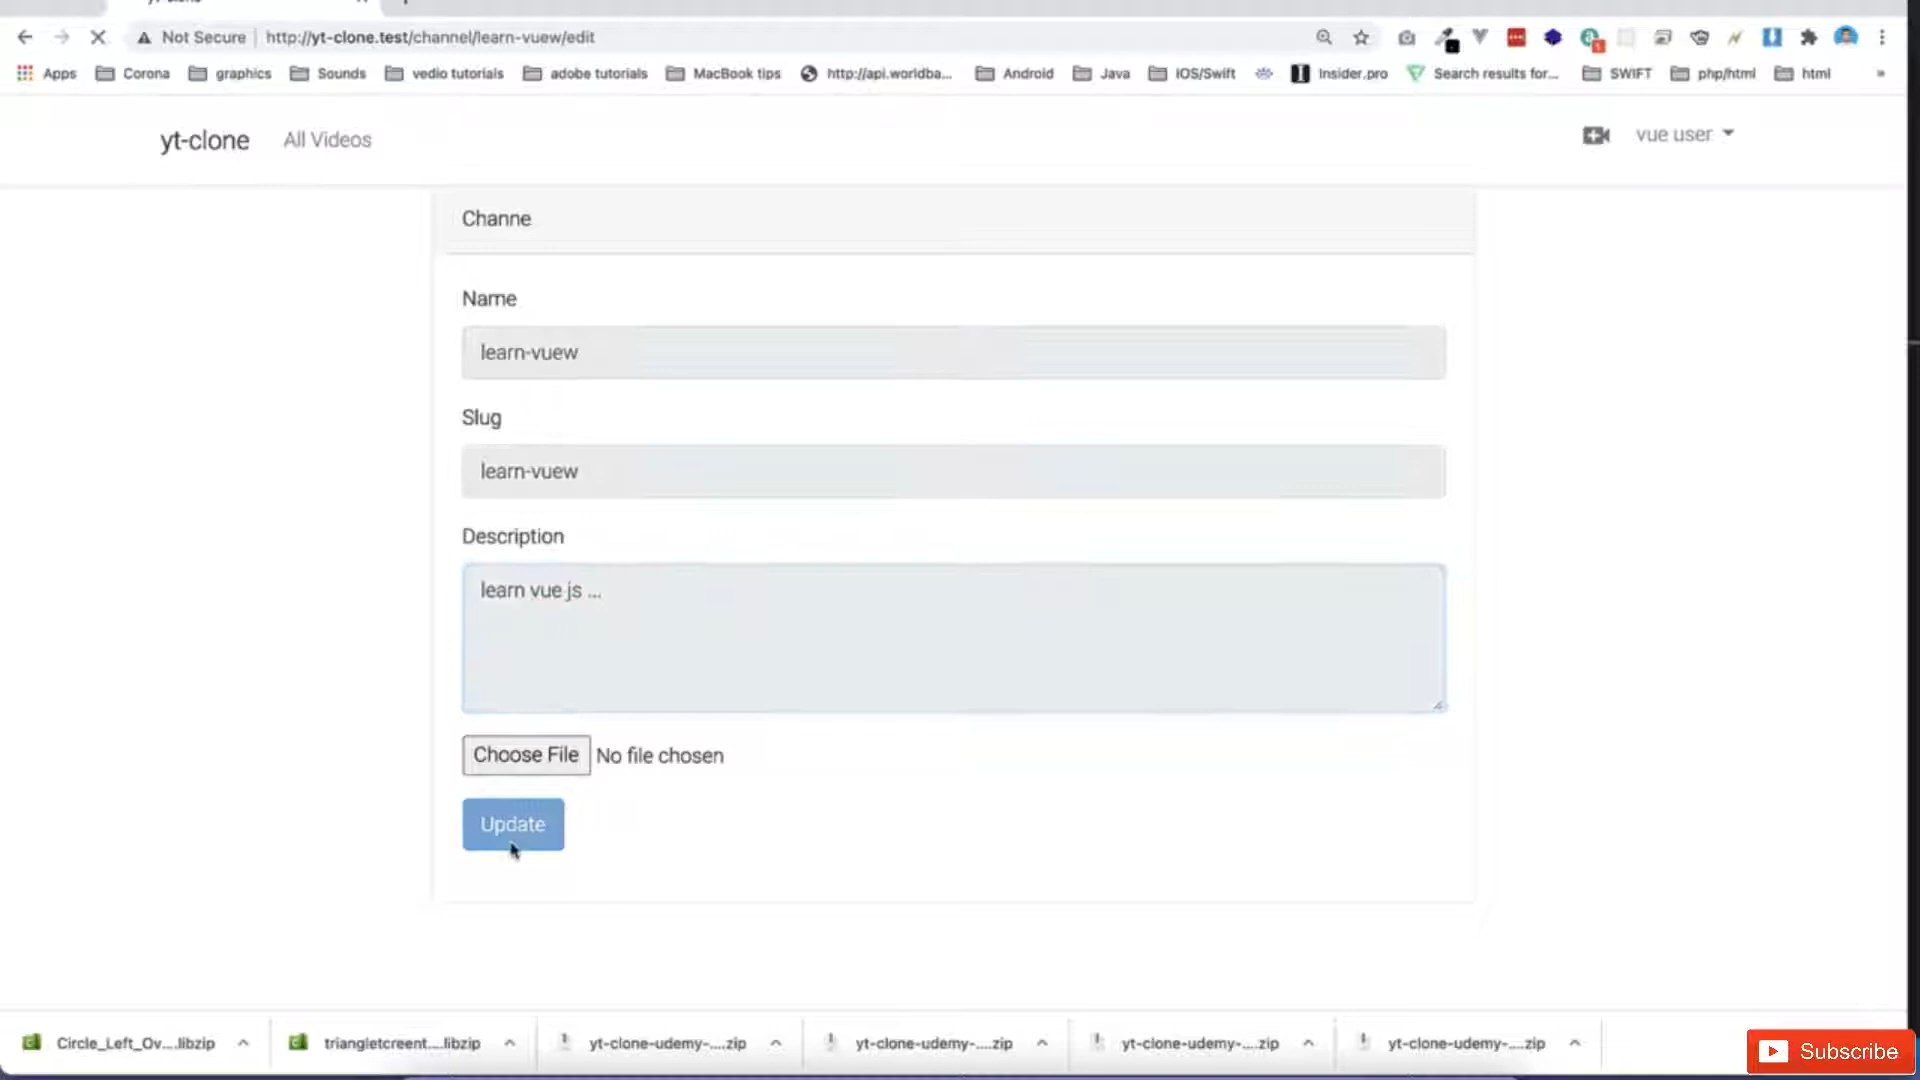 Not Secure http://yt-clone.test/channel/learn-vuew/edit
Apps Corona graphics Sounds vedio tutorials adobe tutorials MacBook tips http://api.worldba... Android Java IOS/Swift Insider.pro Search results for... SWIFT php/html html »
yt-clone All Videos vue user
Channe
Name
learn-vuew
Slug
learn-vuew
Description
learn vue js ...
Choose File No file chosen
Update
Circle_Left_Ov....libzip triangletcreent....libzip yt-clone-udemy-....zip yt-clone-udemy-....zip yt-clone-udemy-....zip yt-clone-udemy-....zip
Subscribe